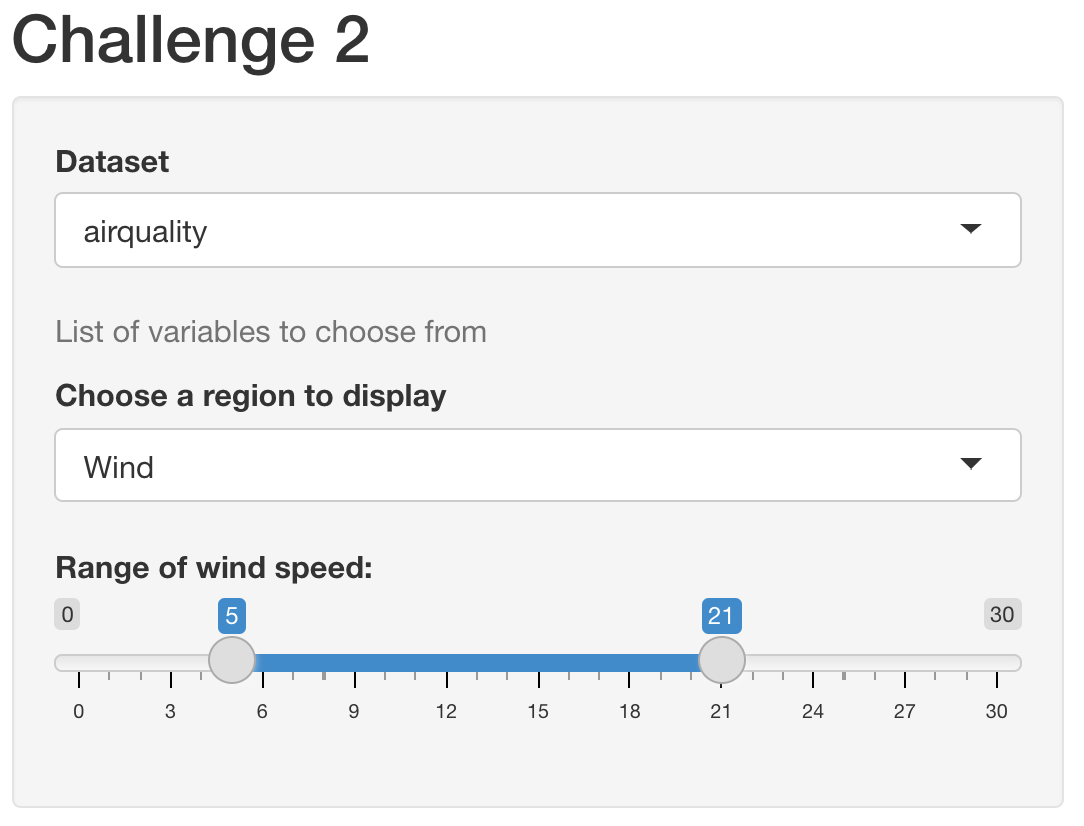 Challenge 2
Dataset
airquality
List of variables to choose from
Choose a region to display
Wind
Range of wind speed:
0 5 21 30
0 3 6 9 12 15 18 21 24 27 30